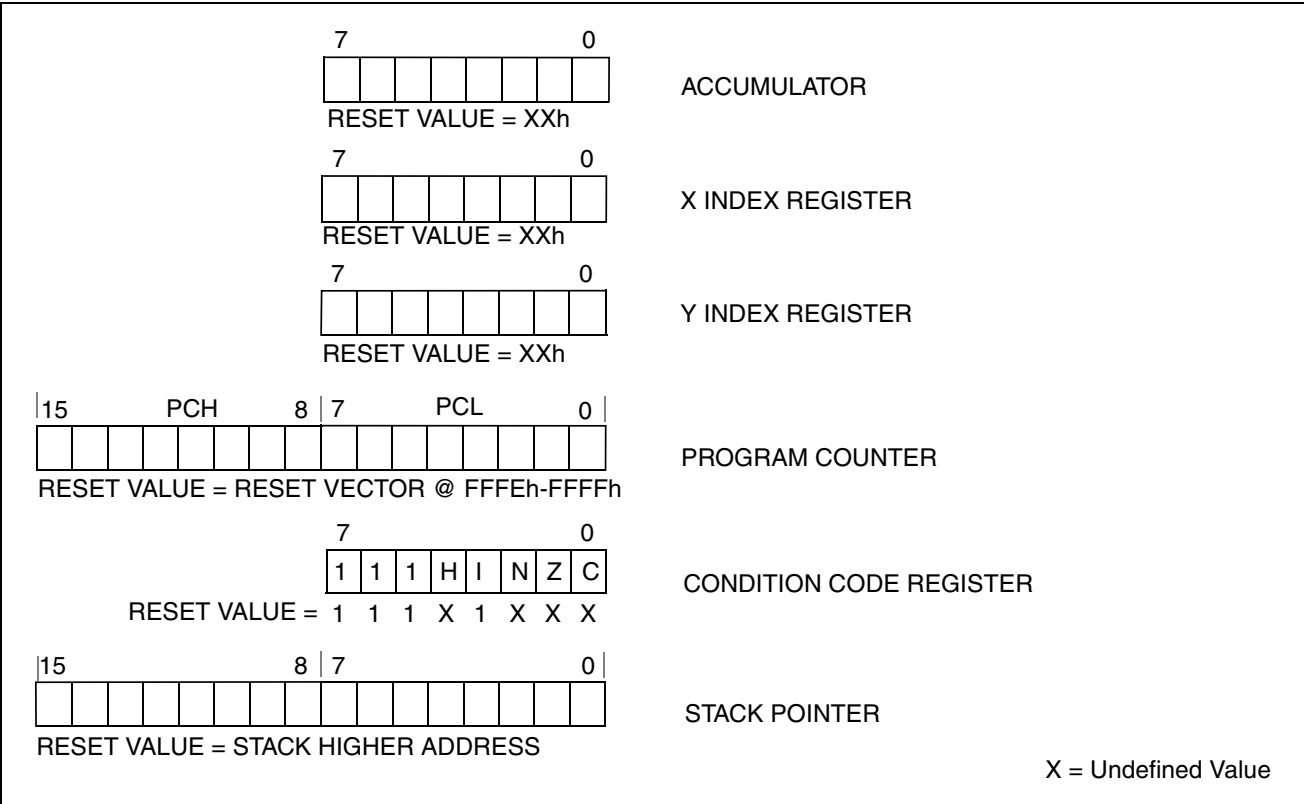 7 0
ACCUMULATOR
RESET VALUE = XXh
7 0
X INDEX REGISTER
RESET VALUE = XXh
7 0
Y INDEX REGISTER
RESET VALUE = XXh
15 PCH 8 7 PCL 0
PROGRAM COUNTER
RESET VALUE = RESET VECTOR @ FFFEh-FFFFh
7 0
1 1 1 H I N Z C
CONDITION CODE REGISTER
RESET VALUE = 1 1 1 X 1 X X X
15 8 7 0
STACK POINTER
RESET VALUE = STACK HIGHER ADDRESS
X = Undefined Value